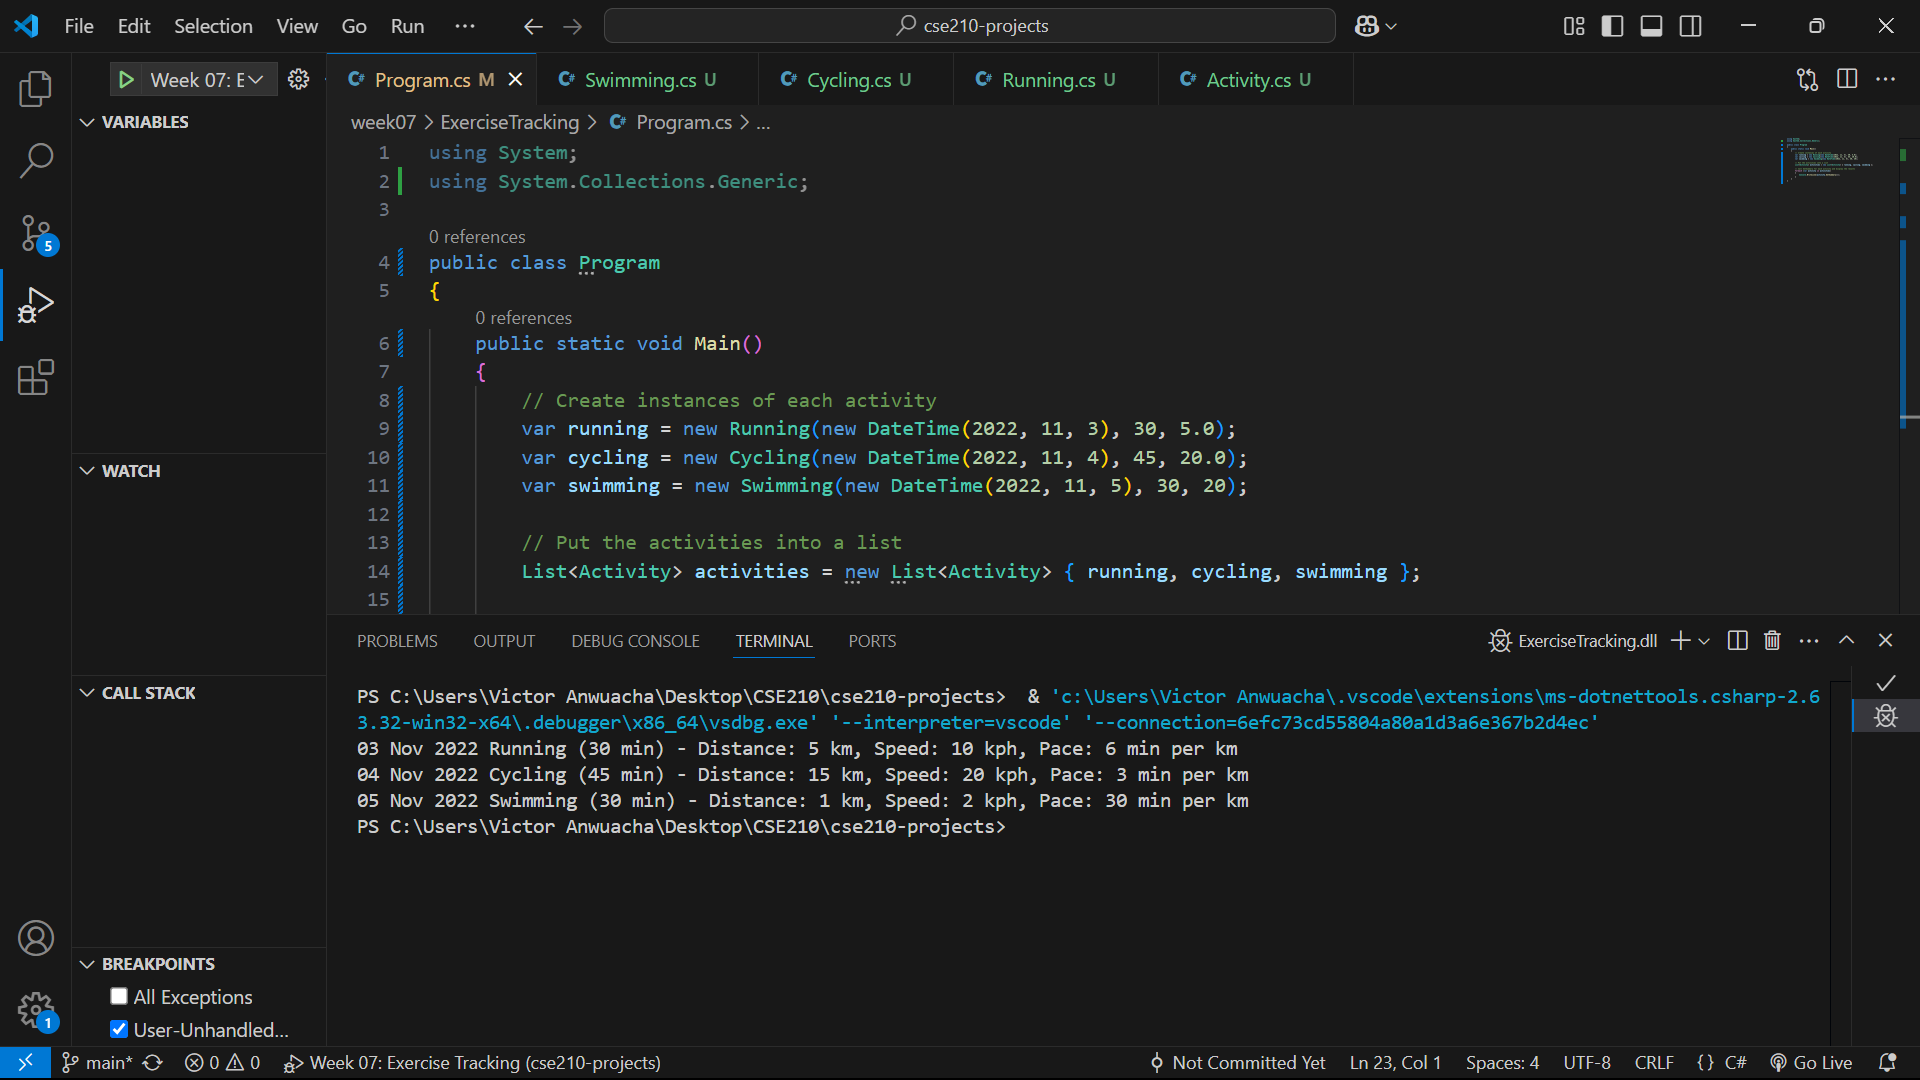 File Edit Selection View Go Run ··· cse210-projects
Week 07: E
Program.cs M Swimming.cs U Cycling.cs U Running.cs U Activity.cs U
VARIABLES
week07 > ExerciseTracking > Program.cs > ...
1 using System;
2 using System.Collections.Generic;
3
0 references
4 public class Program
5 {
0 references
6 public static void Main()
7 {
8 // Create instances of each activity
9 var running = new Running(new DateTime(2022, 11, 3), 30, 5.0);
10 var cycling = new Cycling(new DateTime(2022, 11, 4), 45, 20.0);
11 var swimming = new Swimming(new DateTime(2022, 11, 5), 30, 20);
12
13 // Put the activities into a list
14 List<Activity> activities = new List<Activity> { running, cycling, swimming };
15
5
WATCH
CALL STACK
BREAKPOINTS
All Exceptions
User-Unhandled...
1
PROBLEMS OUTPUT DEBUG CONSOLE TERMINAL PORTS ExerciseTracking.dll
PS C:\Users\Victor Anwuacha\Desktop\CSE210\cse210-projects> & 'c:\Users\Victor Anwuacha\.vscode\extensions\ms-dotnettools.csharp-2.6
3.32-win32-x64\.debugger\x86_64\vsdbg.exe' '--interpreter=vscode' '--connection=6efc73cd55804a80a1d3a6e367b2d4ec'
03 Nov 2022 Running (30 min) - Distance: 5 km, Speed: 10 kph, Pace: 6 min per km
04 Nov 2022 Cycling (45 min) - Distance: 15 km, Speed: 20 kph, Pace: 3 min per km
05 Nov 2022 Swimming (30 min) - Distance: 1 km, Speed: 2 kph, Pace: 30 min per km
PS C:\Users\Victor Anwuacha\Desktop\CSE210\cse210-projects>
main* 0 0 Week 07: Exercise Tracking (cse210-projects) Not Committed Yet Ln 23, Col 1 Spaces: 4 UTF-8 CRLF {} C# Go Live